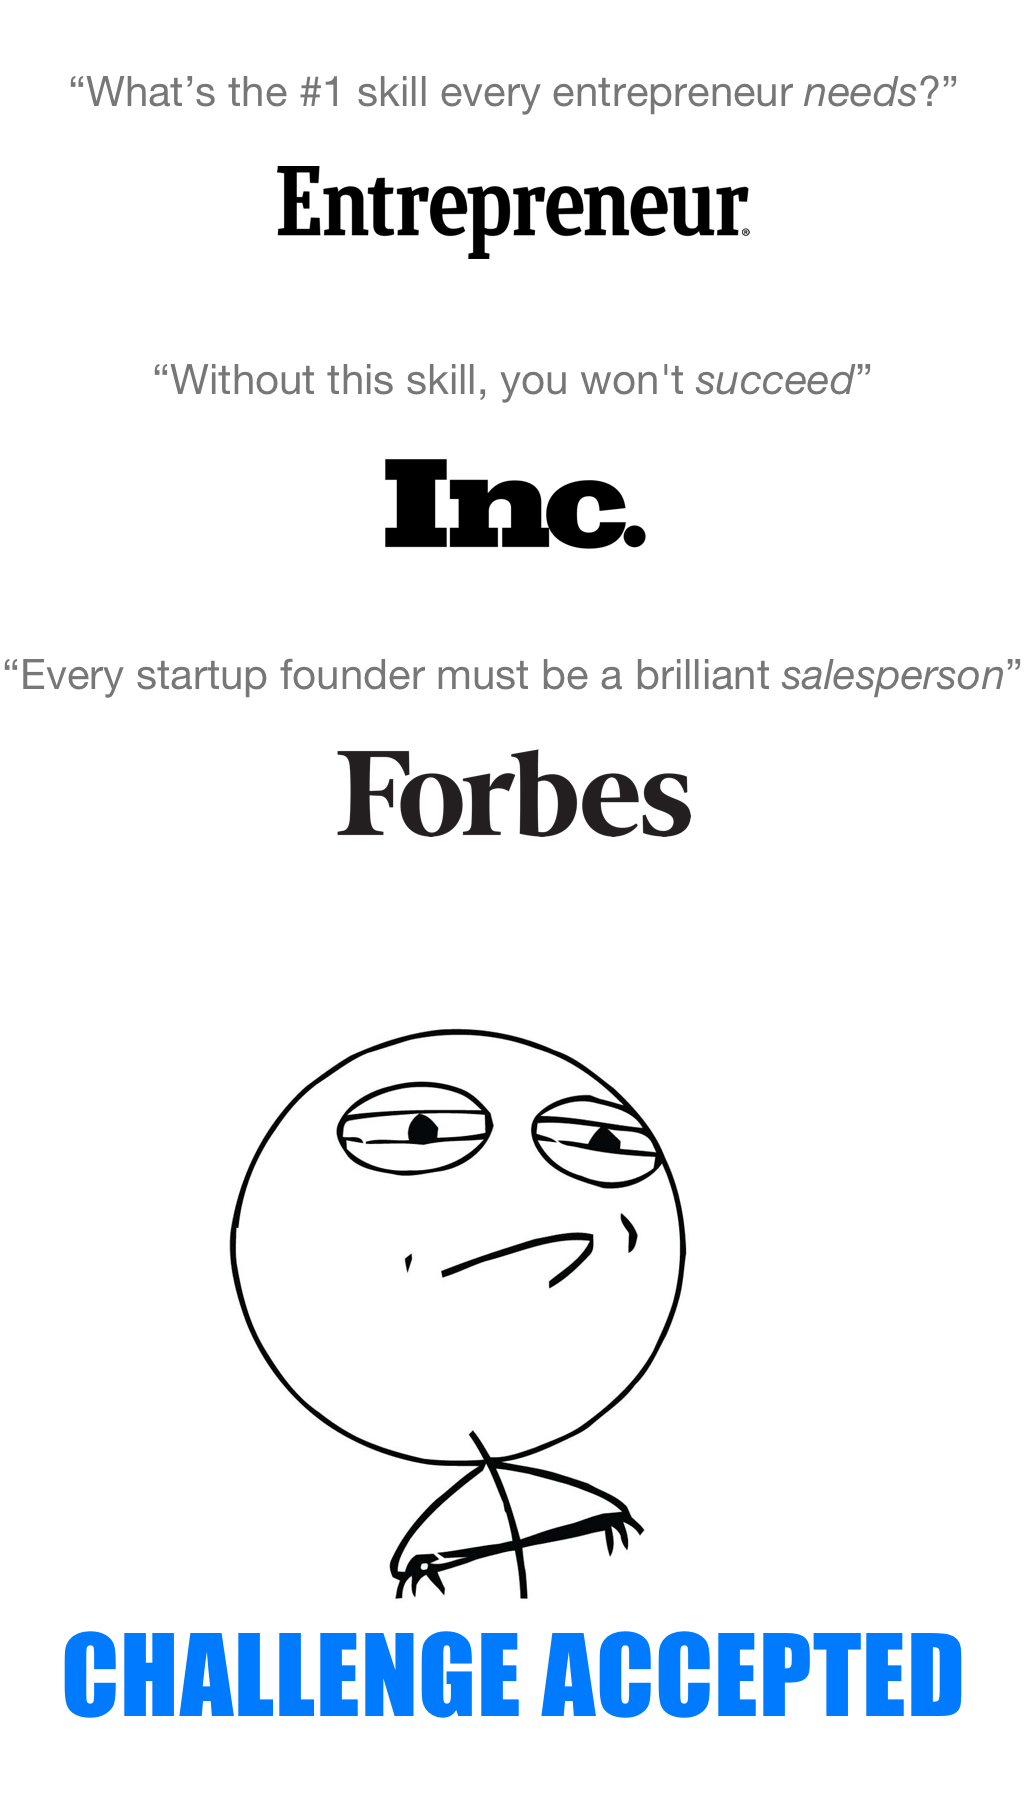 “What’s the #1 skill every entrepreneur needs?”
Entrepreneur®
“Without this skill, you won't succeed”
Inc.
“Every startup founder must be a brilliant salesperson”
Forbes
CHALLENGE ACCEPTED